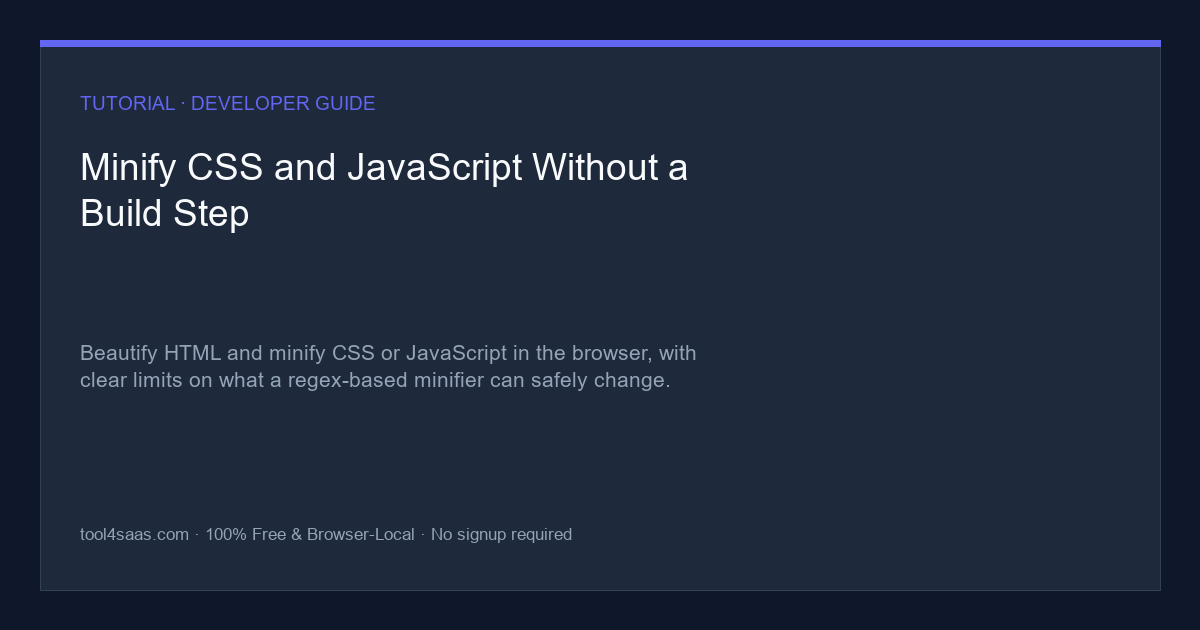 TUTORIAL · DEVELOPER GUIDE
Minify CSS and JavaScript Without a
Build Step
Beautify HTML and minify CSS or JavaScript in the browser, with
clear limits on what a regex-based minifier can safely change.
tool4saas.com · 100% Free & Browser-Local · No signup required